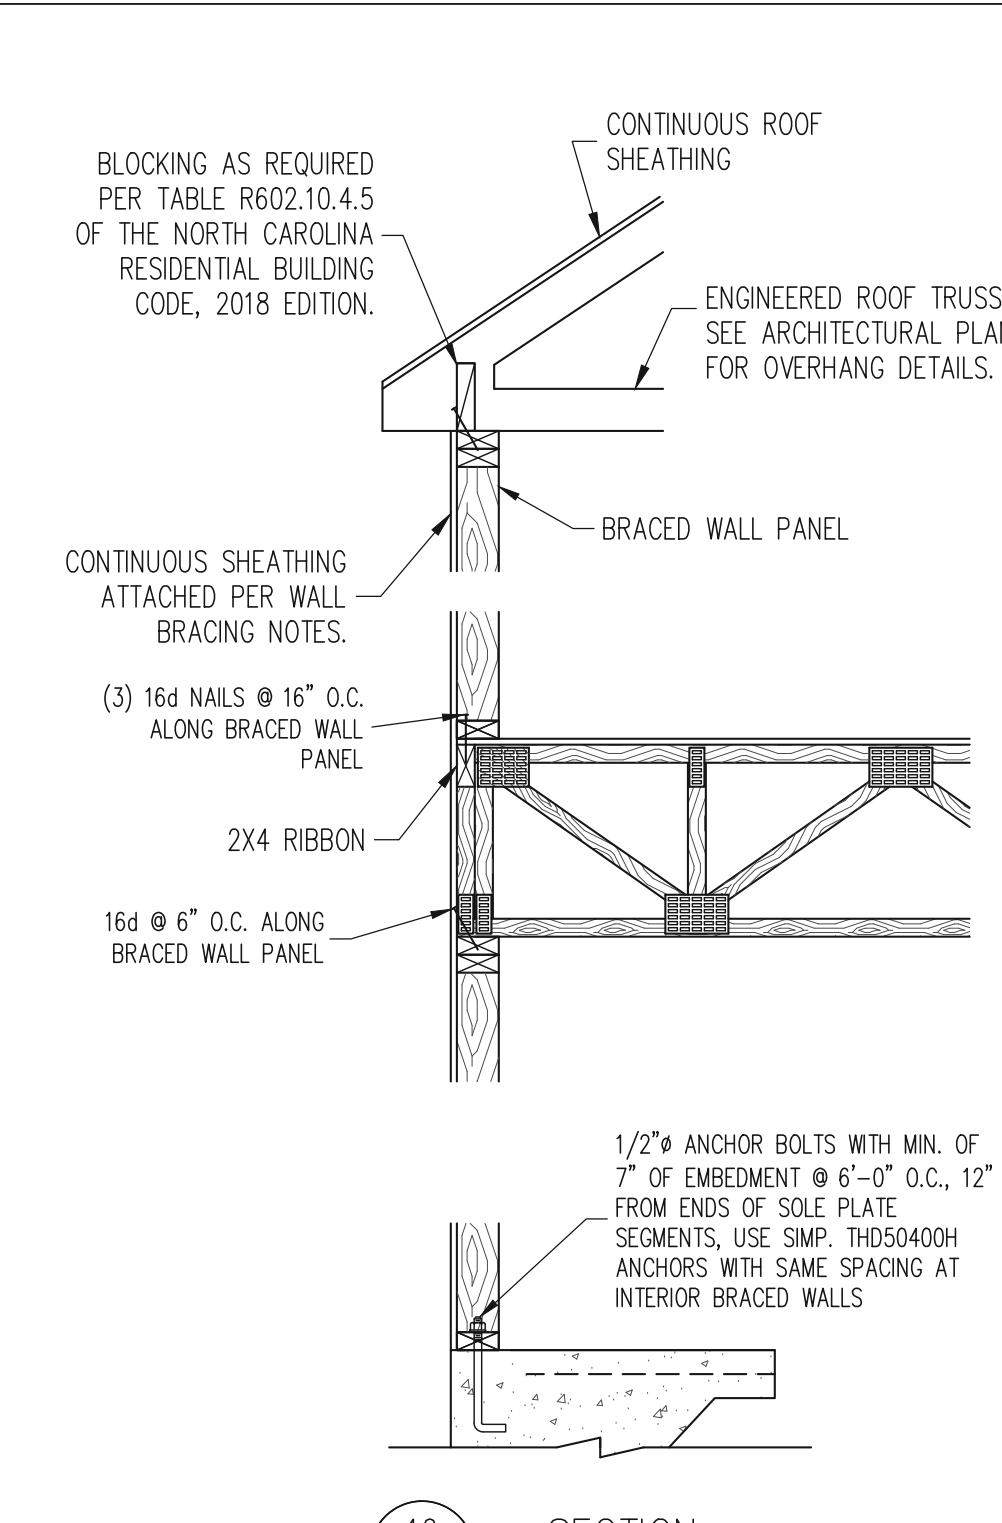 CONTINUOUS ROOF
SHEATHING
BLOCKING AS REQUIRED
PER TABLE R602.10.4.5
OF THE NORTH CAROLINA
RESIDENTIAL BUILDING
CODE, 2018 EDITION.
ENGINEERED ROOF TRUSS
SEE ARCHITECTURAL
FOR OVERHANG DETAILS.
BRACED WALL PANEL
CONTINUOUS SHEATHING
ATTACHED PER WALL
BRACING NOTES.
(3) 16d NAILS @ 16" O.C.
ALONG BRACED WALL
PANEL
2X4 RIBBON
16d @ 6" O.C. ALONG
BRACED WALL PANEL
1/2"ø ANCHOR BOLTS WITH MIN. OF
7" OF EMBEDMENT @ 6'-0" O.C., 12"
FROM ENDS OF SOLE PLATE
SEGMENTS, USE SIMP. THD50400H
ANCHORS WITH SAME SPACING AT
INTERIOR BRACED WALLS
SECTION